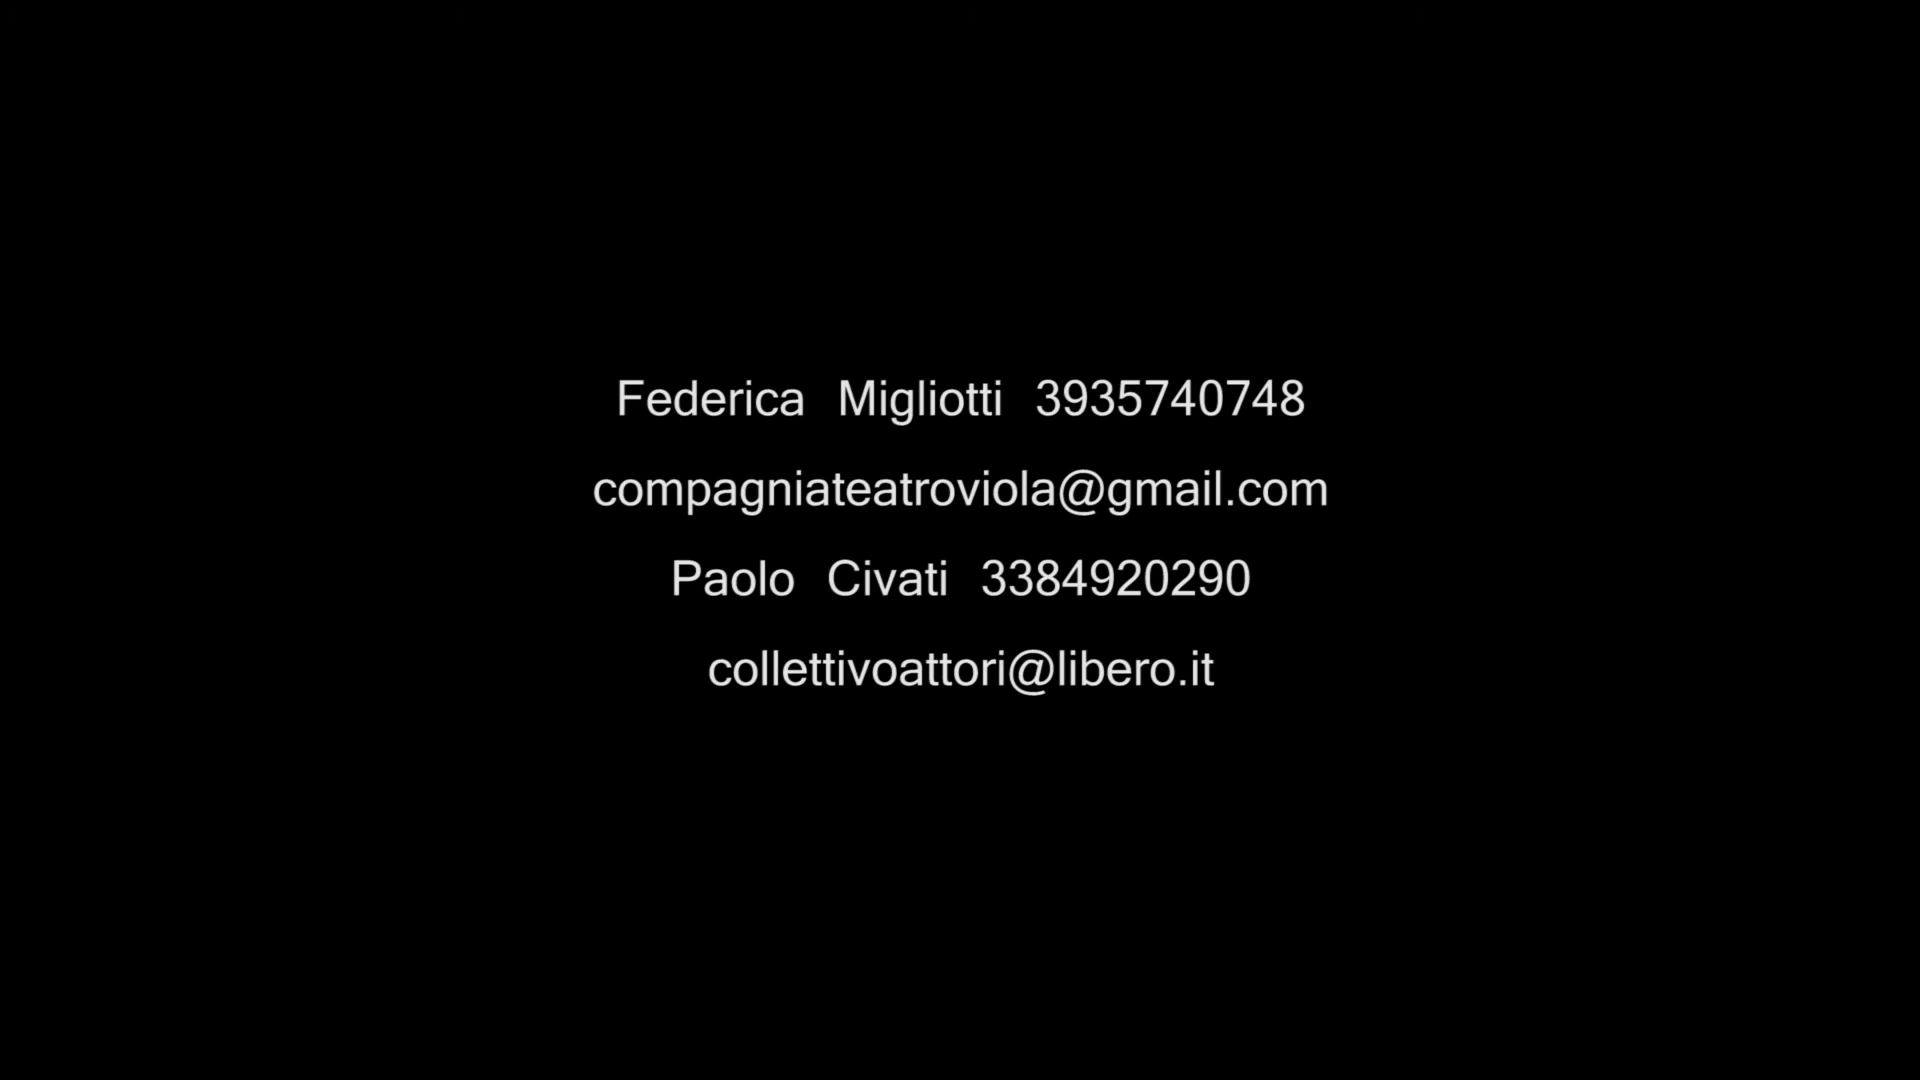 Federica Migliotti 3935740748
compagniateatroviola@gmail.com
Paolo Civati 3384920290
collettivoattori@libero.it